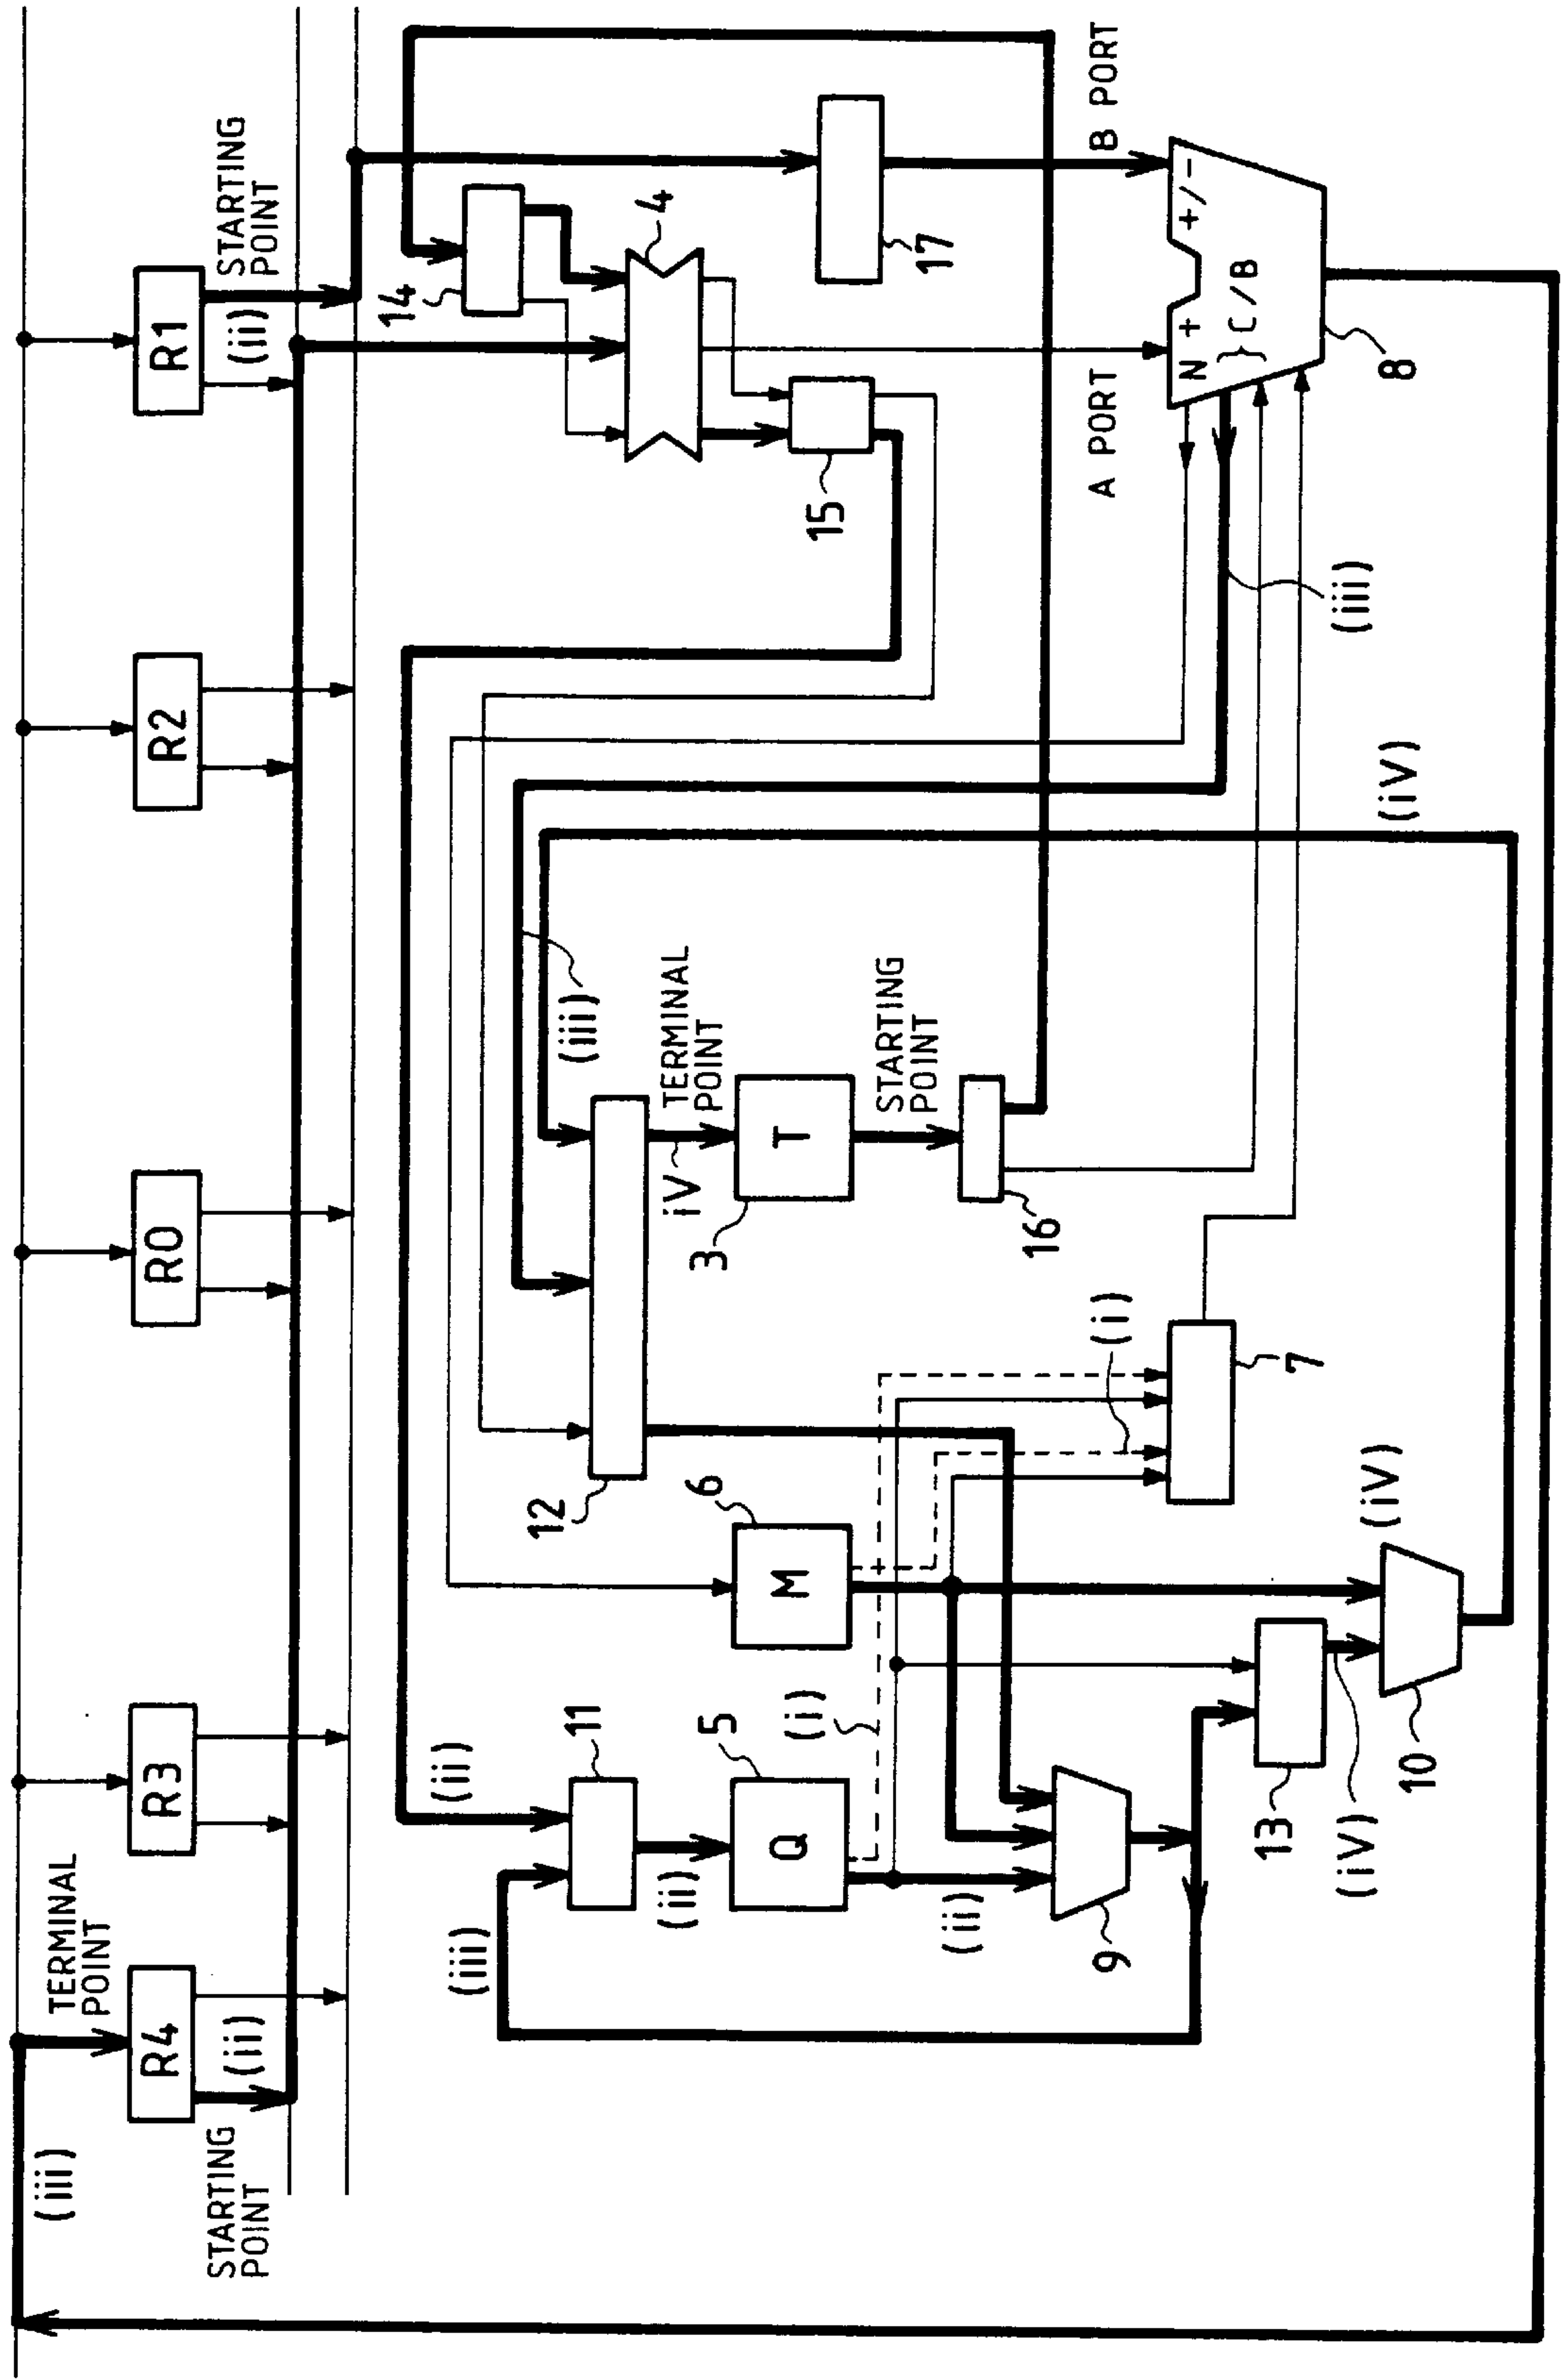 (iii)
TERMINAL
POINT
R4
R3
R0
R2
R1
STARTING
POINT
(ii)
STARTING
POINT
(ii)
14
4
(iii)
(ii)
11
(ii)
12
(iii)
iV
TERMINAL
POINT
15
17
Q
5
(i)
M
6
T
3
STARTING
POINT
16
(ii)
9
(i)
7
A PORT
B PORT
N + +/-
} C/B
8
(iii)
13
(iV)
10
(iV)
(iV)